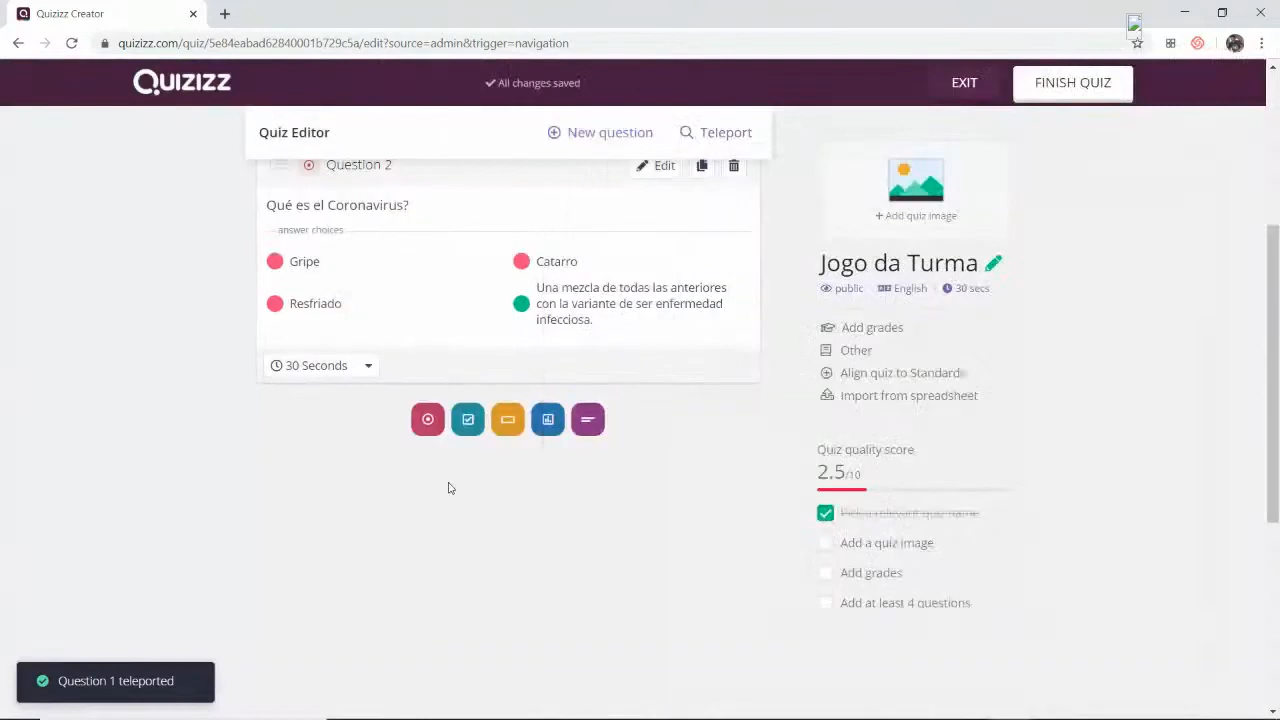 Quizizz Creator
quizizz.com/quiz/5e84eabad62840001b729c5a/edit?source=admin&trigger=navigation
QUIZIZZ
All changes saved
EXIT
FINISH QUIZ
Quiz Editor
New question
Teleport
Question 2
Edit
Qué es el Coronavirus?
answer choices
Gripe
Catarro
Resfriado
Una mezcla de todas las anteriores
con la variante de ser enfermedad
infecciosa.
30 Seconds
+ Add quiz image
Jogo da Turma
public
English
30 secs
Add grades
Other
Align quiz to Standards
Import from spreadsheet
Quiz quality score
2.5/10
Pick a relevant quiz name
Add a quiz image
Add grades
Add at least 4 questions
Question 1 teleported